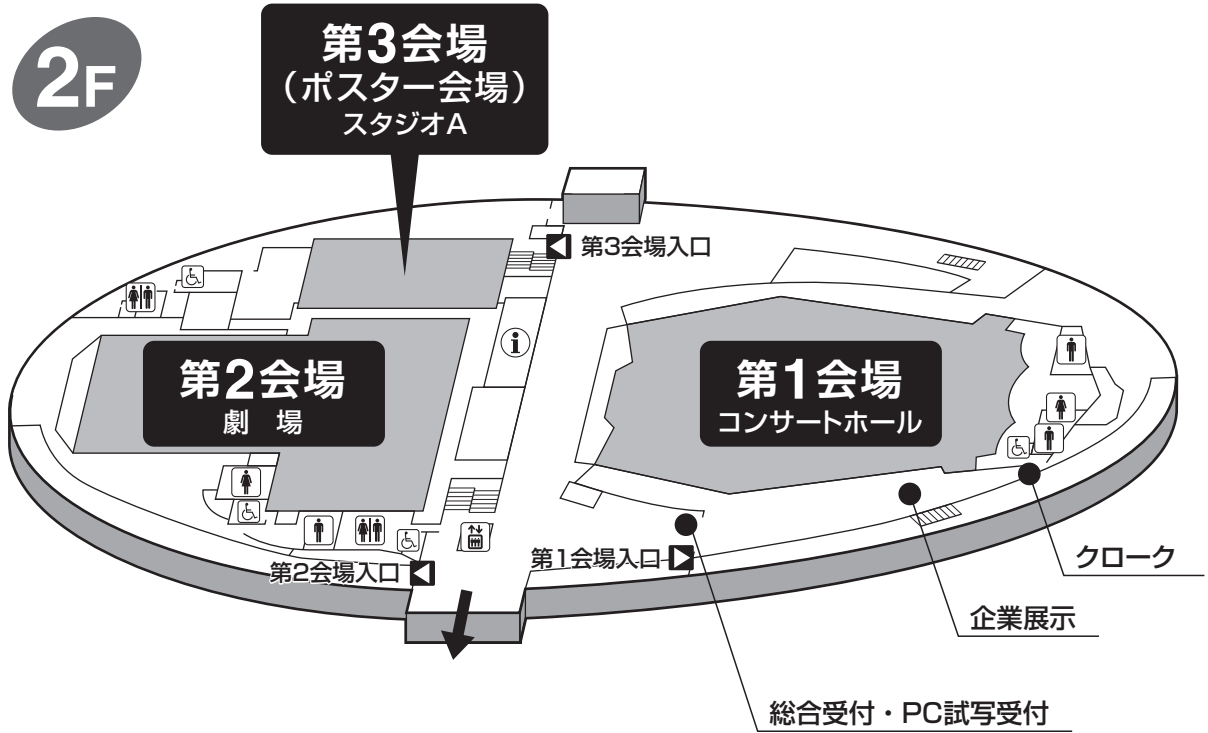 2F
第3会場
(ポスター会場)
スタジオA
第3会場入口
第2会場
劇 場
第1会場
コンサートホール
第2会場入口
第1会場入口
クローク
企業展示
総合受付・PC試写受付